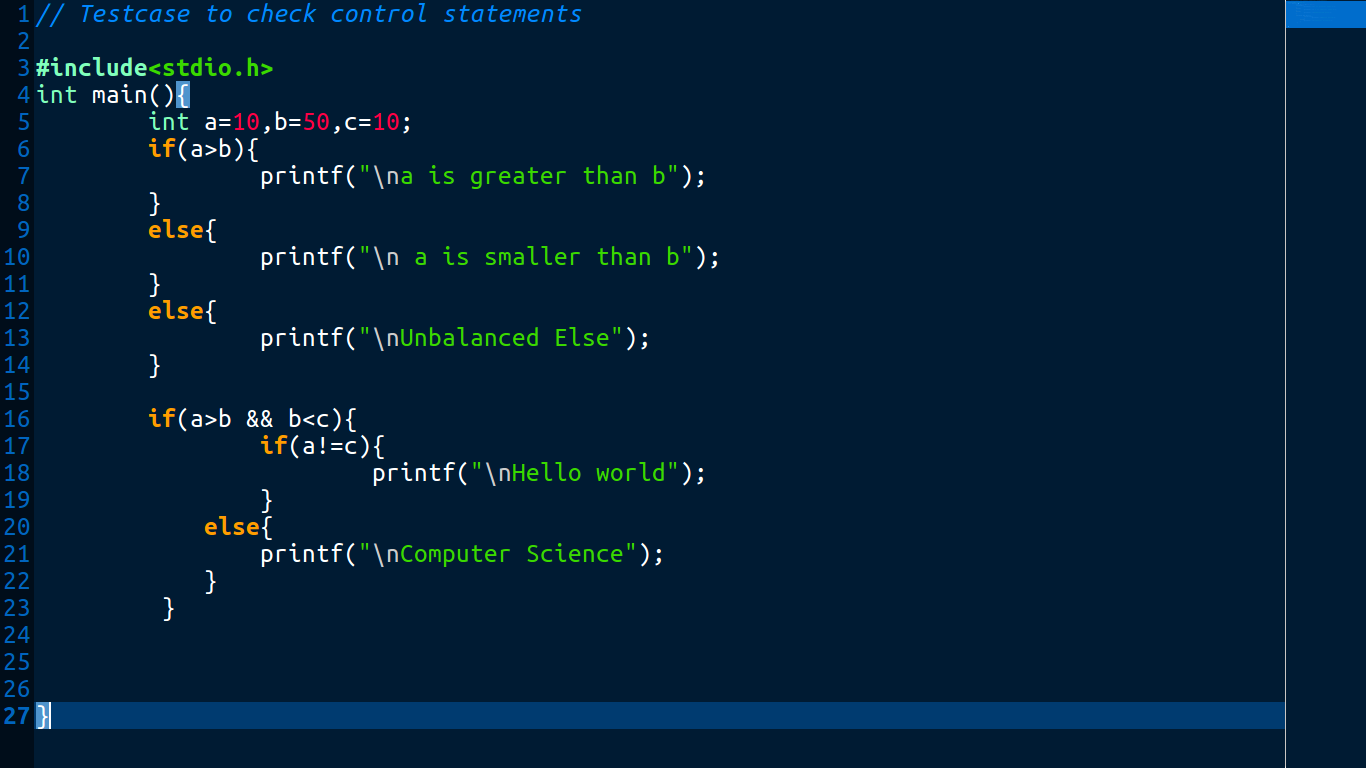 1 // Testcase to check control statements
2
3 #include<stdio.h>
4 int main(){
5         int a=10,b=50,c=10;
6         if(a>b){
7                 printf("\na is greater than b");
8         }
9         else{
10                 printf("\n a is smaller than b");
11         }
12         else{
13                 printf("\nUnbalanced Else");
14         }
15
16         if(a>b && b<c){
17                 if(a!=c){
18                         printf("\nHello world");
19                 }
20             else{
21                 printf("\nComputer Science");
22             }
23          }
24
25
26
27 }